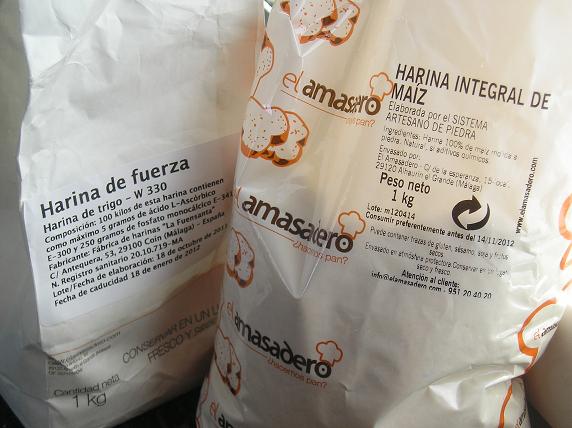 Harina de fuerza
Harina de trigo - W 330
Composición: 100 kilos de esta harina contienen
como máximo 5 gramos de ácido L-Ascórbico
E-300 y 250 gramos de fosfato monocálcico E-341
Fabricante: Fábrica de harinas "La Fuensanta"
C/ Antequera, 53, 29100 Coín (Málaga) - España
N. Registro sanitario 20.10.719-MA
Lote/Fecha de elaboración: 18 de octubre de 2011
Fecha de caducidad 18 de enero de 2012
CONSERVAR EN UN
FRESCO Y
Cantidad neta
1 kg
el amasadero
¿hacemos pan?
el amasadero
¿hacemos pan?
el amasadero
¿hacemos pan?
HARINA INTEGRAL DE
MAÍZ
Elaborada por el SISTEMA
ARTESANO DE PIEDRA
Ingredientes: Harina 100% de maíz molida a
piedra. Natural, si aditivos químicos.
Envasado por:
El Amasadero - C/ de la esperanza, 15-local
29120 Alhaurín el Grande (Málaga)
Peso neto
1 kg
Lote: m120414
Consumir preferentemente antes del 14/11/2012
Puede contener trazas de gluten, sésamo, soja y frutos
secos
Envasado en atmósfera protectora. Conservar en un lugar
seco y fresco
Atención al cliente:
info@elamasadero.com - 951 20 40 20
www.elamasadero.com